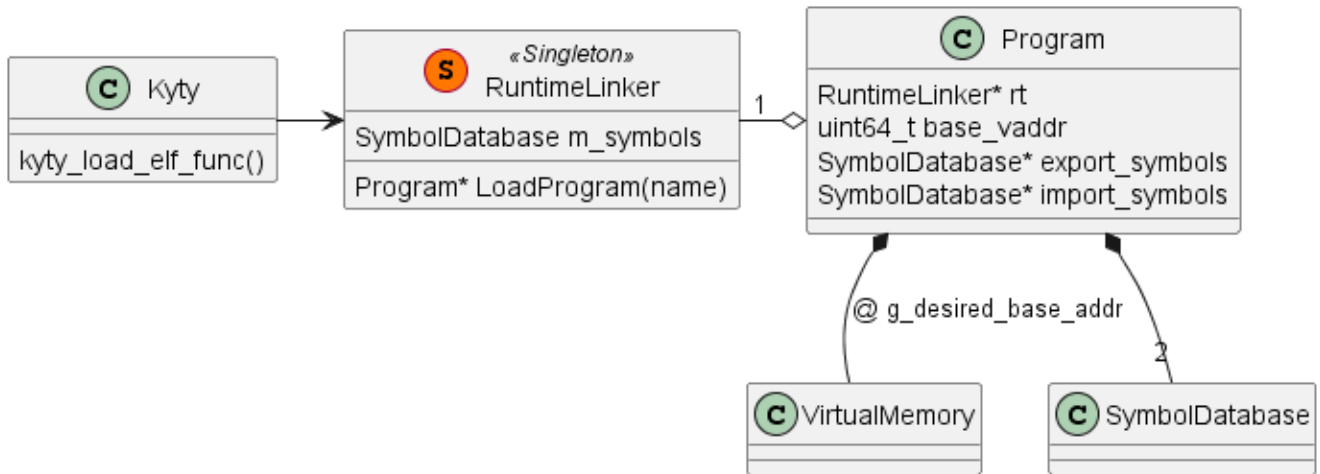 C Kyty
kyty_load_elf_func()
«Singleton»
S RuntimeLinker
SymbolDatabase m_symbols
Program* LoadProgram(name)
1
C Program
RuntimeLinker* rt
uint64_t base_vaddr
SymbolDatabase* export_symbols
SymbolDatabase* import_symbols
@ g_desired_base_addr
2
C VirtualMemory
C SymbolDatabase